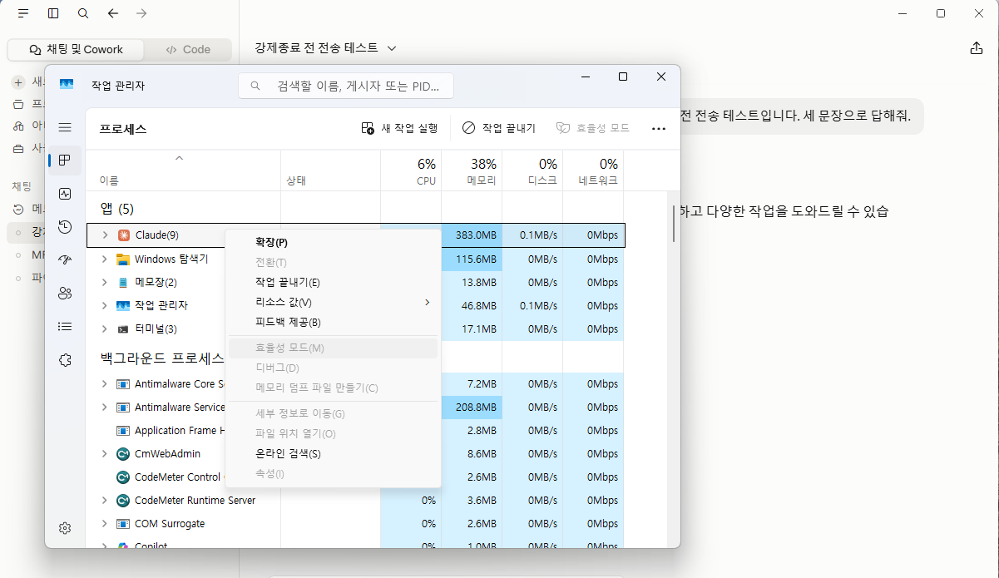 채팅 및 Cowork
</> Code
강제종료 전 전송 테스트
전 전송 테스트입니다. 세 문장으로 답해줘.
하고 다양한 작업을 도와드릴 수 있습
채팅
작업 관리자
검색할 이름, 게시자 또는 PID...
프로세스
새 작업 실행
작업 끝내기
효율성 모드
이름
상태
6%
CPU
38%
메모리
0%
디스크
0%
네트워크
앱 (5)
Claude(9)
383.0MB 0.1MB/s 0Mbps
Windows 탐색기
115.6MB 0MB/s 0Mbps
메모장(2)
13.8MB 0MB/s 0Mbps
작업 관리자
46.8MB 0.1MB/s 0Mbps
터미널(3)
17.1MB 0MB/s 0Mbps
백그라운드 프로세스
Antimalware Core
7.2MB 0MB/s 0Mbps
Antimalware Service
208.8MB 0MB/s 0Mbps
Application Frame
2.8MB 0MB/s 0Mbps
CmWebAdmin
8.6MB 0MB/s 0Mbps
CodeMeter Control
2.6MB 0MB/s 0Mbps
CodeMeter Runtime Server 0% 3.6MB 0MB/s 0Mbps
COM Surrogate 0% 2.6MB 0MB/s 0Mbps
Copilot 0% 1.0MB 0MB/s 0Mbps
확장(P)
전환(T)
작업 끝내기(E)
리소스 값(V)
피드백 제공(B)
효율성 모드(M)
디버그(D)
메모리 덤프 파일 만들기(C)
세부 정보로 이동(G)
파일 위치 열기(O)
온라인 검색(S)
속성(I)